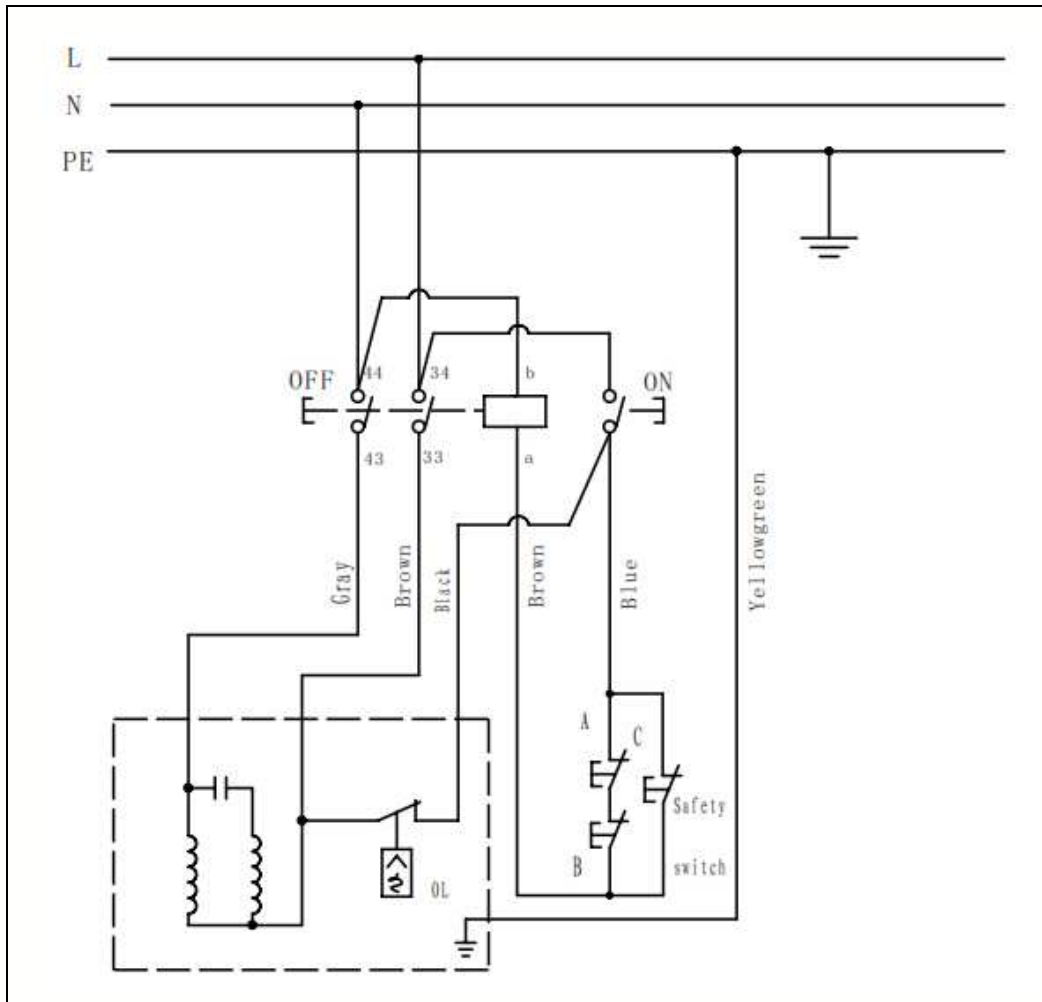 L
N
PE
OFF
44
34
b
ON
43
33
a
Gray
Brown
Black
Brown
Blue
Yellowgreen
A
C
Safety
B
switch
OL